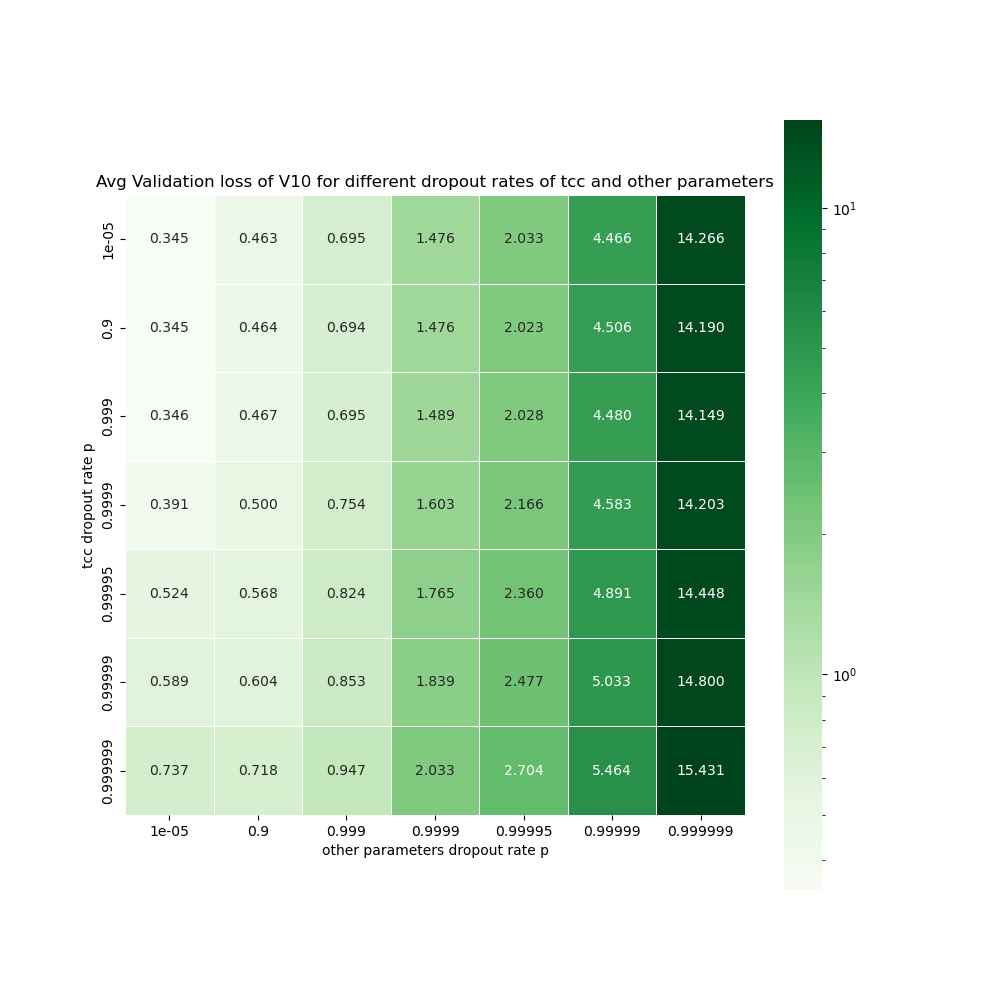 Avg Validation loss of V10 for different dropout rates of tcc and other parameters
1e-05 0.345 0.463 0.695 1.476 2.033 4.466 14.266
0.9 0.345 0.464 0.694 1.476 2.023 4.506 14.190
0.999 0.346 0.467 0.695 1.489 2.028 4.480 14.149
0.9999 0.391 0.500 0.754 1.603 2.166 4.583 14.203
0.99995 0.524 0.568 0.824 1.765 2.360 4.891 14.448
0.99999 0.589 0.604 0.853 1.839 2.477 5.033 14.800
0.999999 0.737 0.718 0.947 2.033 2.704 5.464 15.431
tcc dropout rate p
1e-05 0.9 0.999 0.9999 0.99995 0.99999 0.999999
other parameters dropout rate p
10¹
10⁰